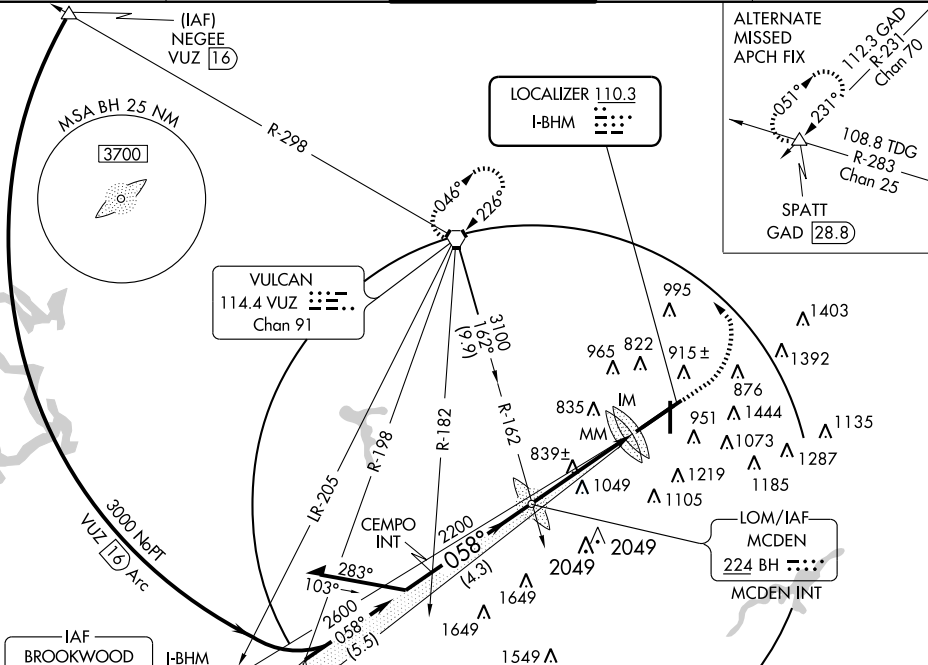 (IAF)
NEGEE
VUZ 16
MSA BH 25 NM
3700
R-298
046°
226°
LOCALIZER 110.3
I-BHM
ALTERNATE
MISSED
APCH FIX
112.3 GAD
R-231
Chan 70
051°
231°
108.8 TDG
R-283
Chan 25
SPATT
GAD 28.8
VULCAN
114.4 VUZ
Chan 91
3100
162°
(9.9)
R-162
R-182
R-198
LR-205
995
1403
965
822
915±
1392
876
835
IM
MM
951
1444
1135
1073
839±
1287
1049
1219
1185
1105
3000 NoPT
VUZ 16 Arc
CEMPO
INT
2200
058°
(4.3)
2049
2049
LOM/IAF
MCDEN
224 BH
MCDEN INT
283°
103°
2600
058°
(5.5)
1649
1649
1549
IAF
BROOKWOOD
I-BHM